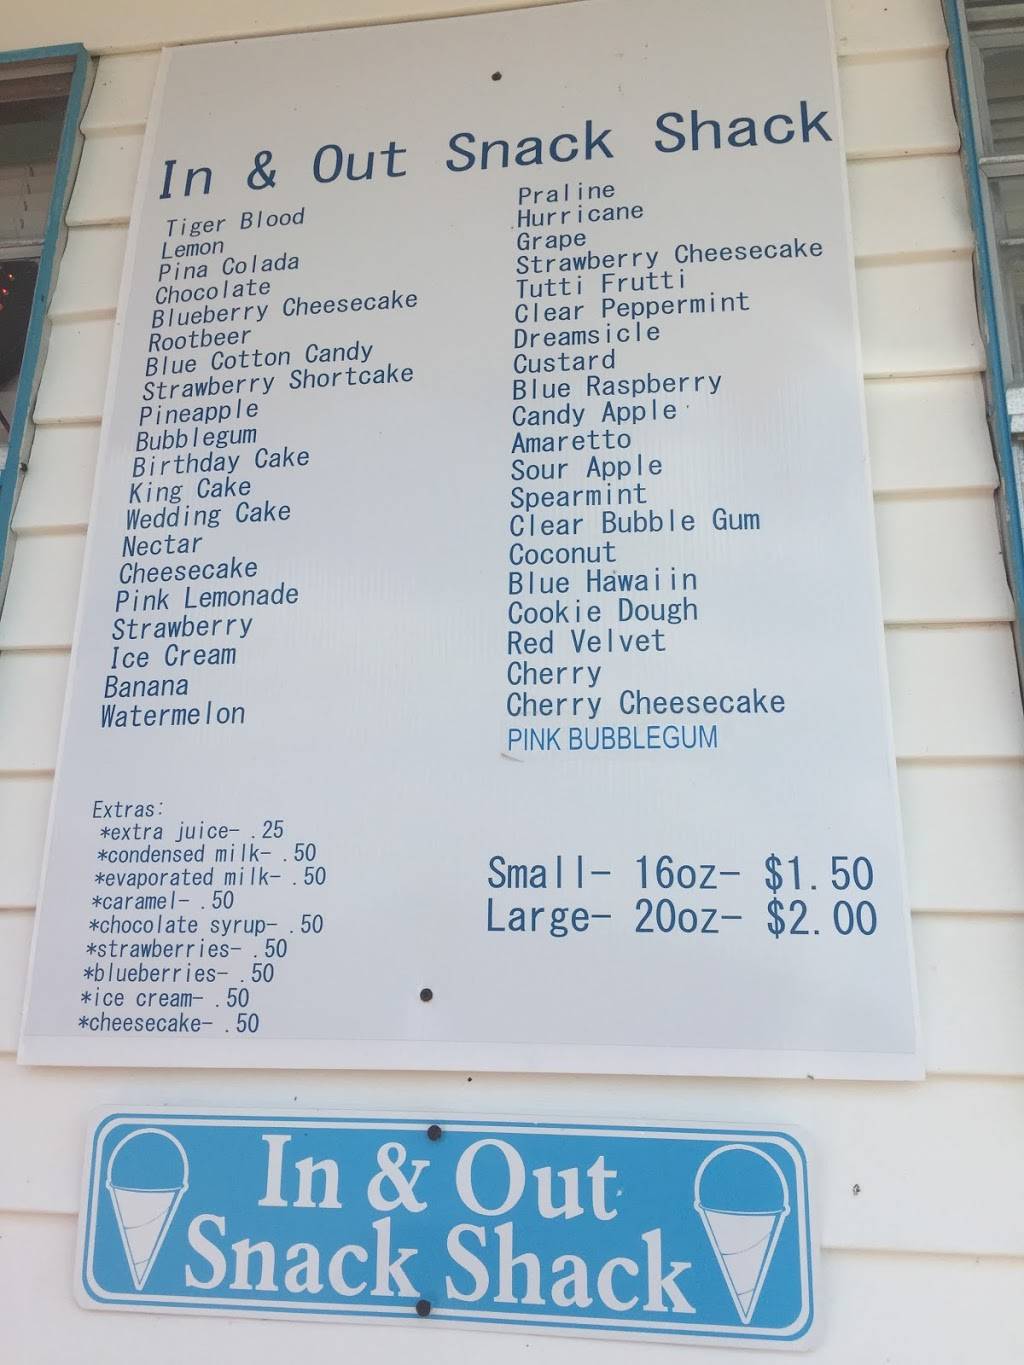 In & Out Snack Shack
Tiger Blood
Lemon
Pina Colada
Chocolate
Blueberry Cheesecake
Rootbeer
Blue Cotton Candy
Strawberry Shortcake
Pineapple
Bubblegum
Birthday Cake
King Cake
Wedding Cake
Nectar
Cheesecake
Pink Lemonade
Strawberry
Ice Cream
Banana
Watermelon
Praline
Hurricane
Grape
Strawberry Cheesecake
Tutti Frutti
Clear Peppermint
Dreamsicle
Custard
Blue Raspberry
Candy Apple
Amaretto
Sour Apple
Spearmint
Clear Bubble Gum
Coconut
Blue Hawaiin
Cookie Dough
Red Velvet
Cherry
Cherry Cheesecake
PINK BUBBLEGUM
Extras:
*extra juice- .25
*condensed milk- .50
*evaporated milk- .50
*caramel- .50
*chocolate syrup- .50
*strawberries- .50
*blueberries- .50
*ice cream- .50
*cheesecake- .50
Small- 16oz- $1.50
Large- 20oz- $2.00
In & Out
Snack Shack